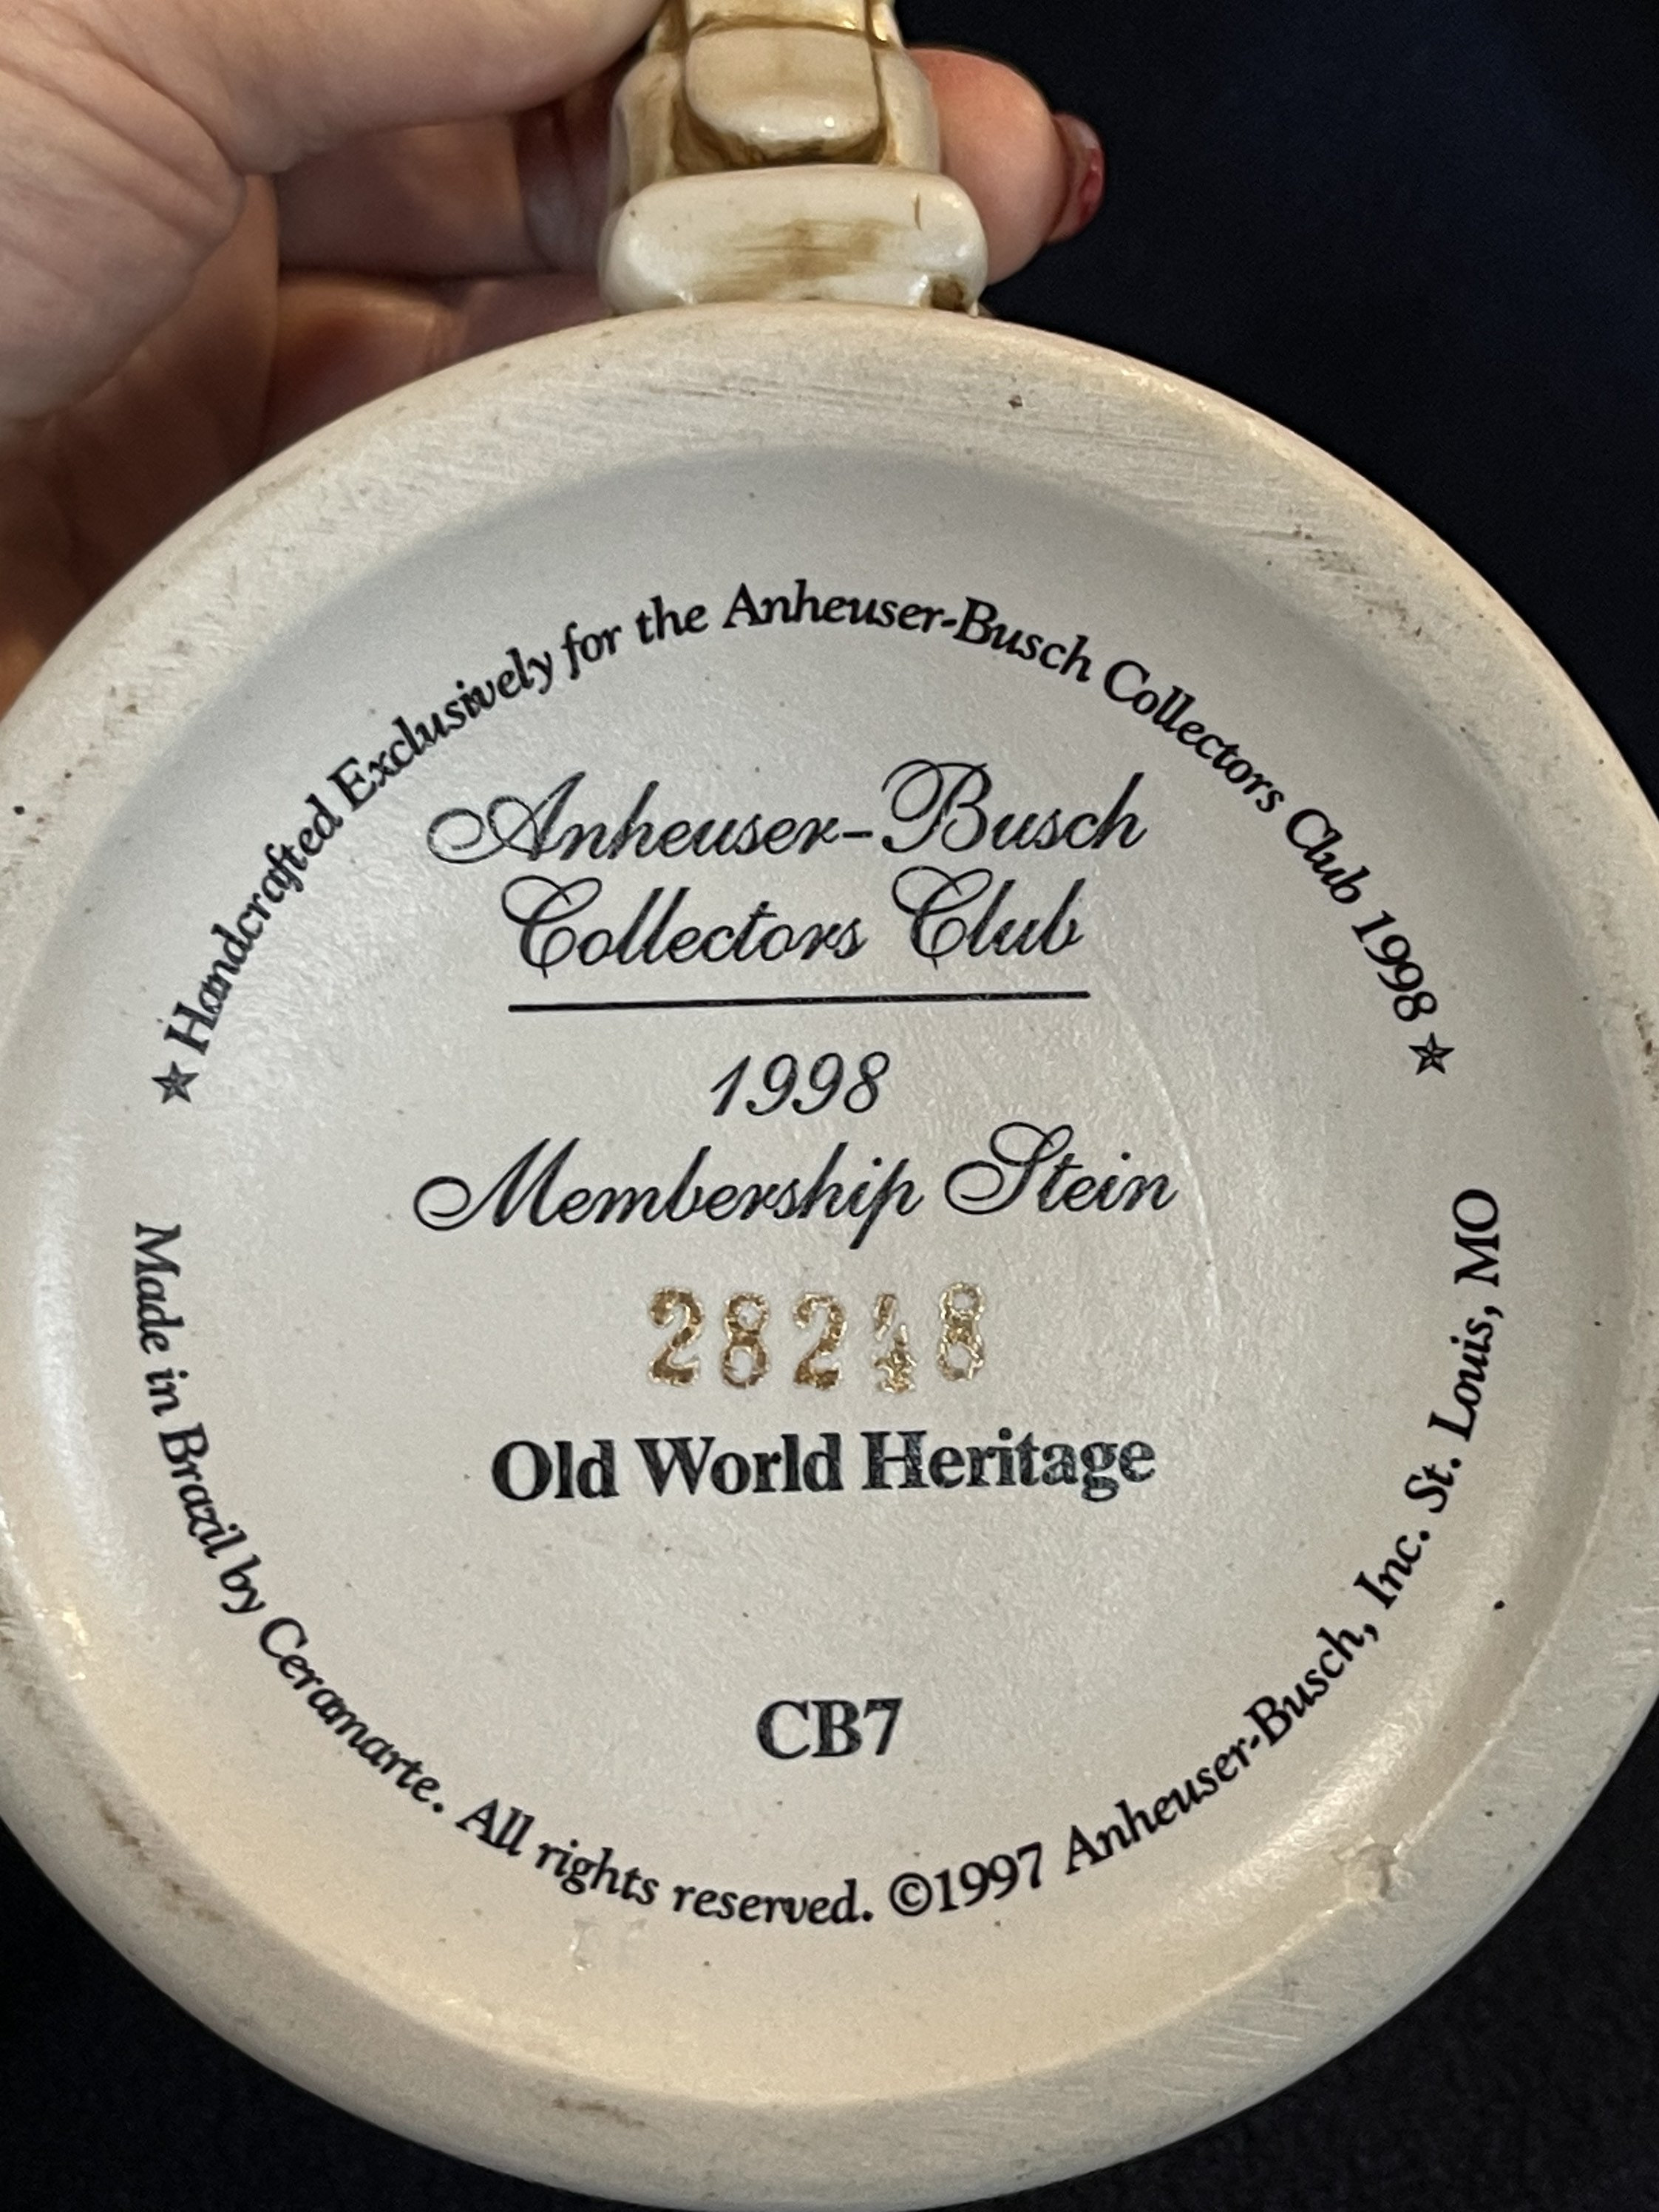 ★ Handcrafted Exclusively for the Anheuser-Busch Collectors Club 1998 ★
Anheuser-Busch
Collectors Club
1998
Membership Stein
28248
Old World Heritage
CB7
Made in Brazil by Ceramarte. All rights reserved. ©1997 Anheuser-Busch, Inc. St. Louis, MO